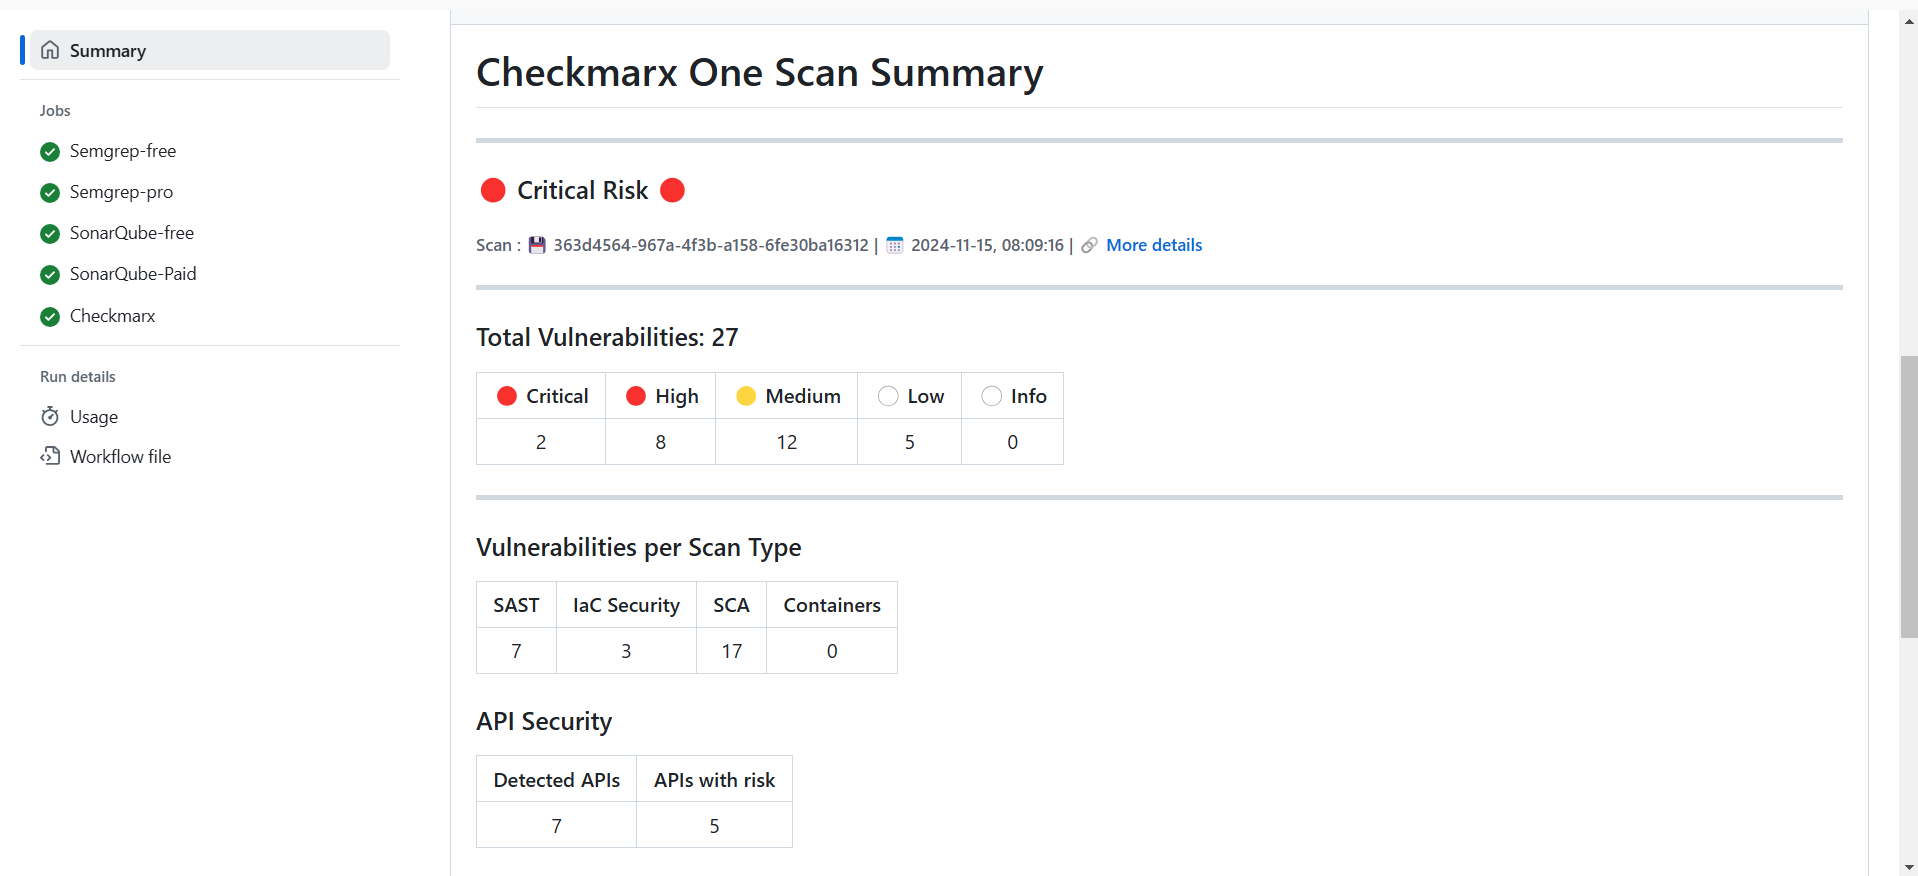 Summary
Jobs
Semgrep-free
Semgrep-pro
SonarQube-free
SonarQube-Paid
Checkmarx
Run details
Usage
Workflow file
Checkmarx One Scan Summary
Critical Risk
Scan : 363d4564-967a-4f3b-a158-6fe30ba16312 | 2024-11-15, 08:09:16 | More details
Total Vulnerabilities: 27
Critical High Medium Low Info
2 8 12 5 0
Vulnerabilities per Scan Type
SAST IaC Security SCA Containers
7 3 17 0
API Security
Detected APIs APIs with risk
7 5